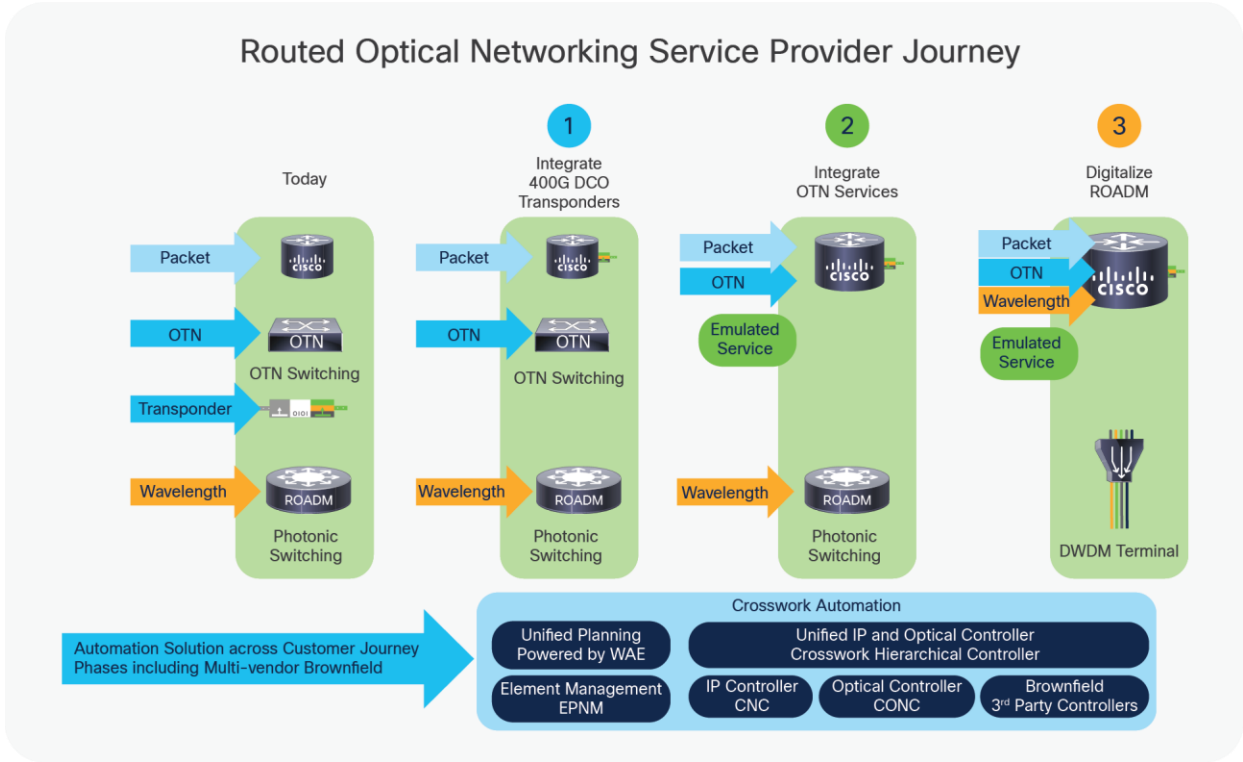 Routed Optical Networking Service Provider Journey
Today
1
Integrate
400G DCO
Transponders
2
Integrate
OTN Services
3
Digitalize
ROADM
Packet
CISCO
OTN
OTN
OTN Switching
Transponder
0101
Wavelength
ROADM
Photonic
Switching
Packet
CISCO
OTN
OTN
OTN Switching
Wavelength
ROADM
Photonic
Switching
Packet
OTN
CISCO
Emulated
Service
Wavelength
ROADM
Photonic
Switching
Packet
OTN
Wavelength
CISCO
Emulated
Service
DWDM Terminal
Automation Solution across Customer Journey
Phases including Multi-vendor Brownfield
Crosswork Automation
Unified Planning
Powered by WAE
Unified IP and Optical Controller
Crosswork Hierarchical Controller
Element Management
EPNM
IP Controller
CNC
Optical Controller
CONC
Brownfield
3rd Party Controllers